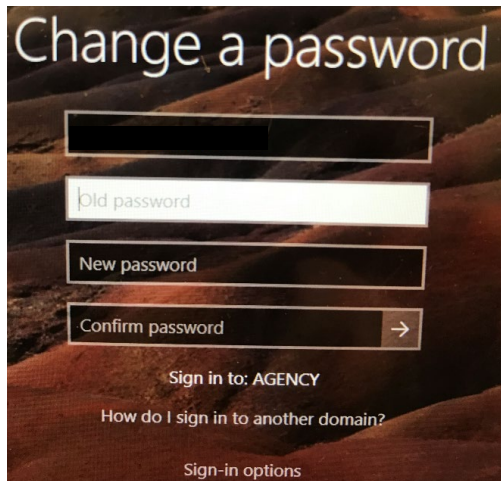 Change a password
Old password
New password
Confirm password
Sign in to: AGENCY
How do I sign in to another domain?
Sign-in options